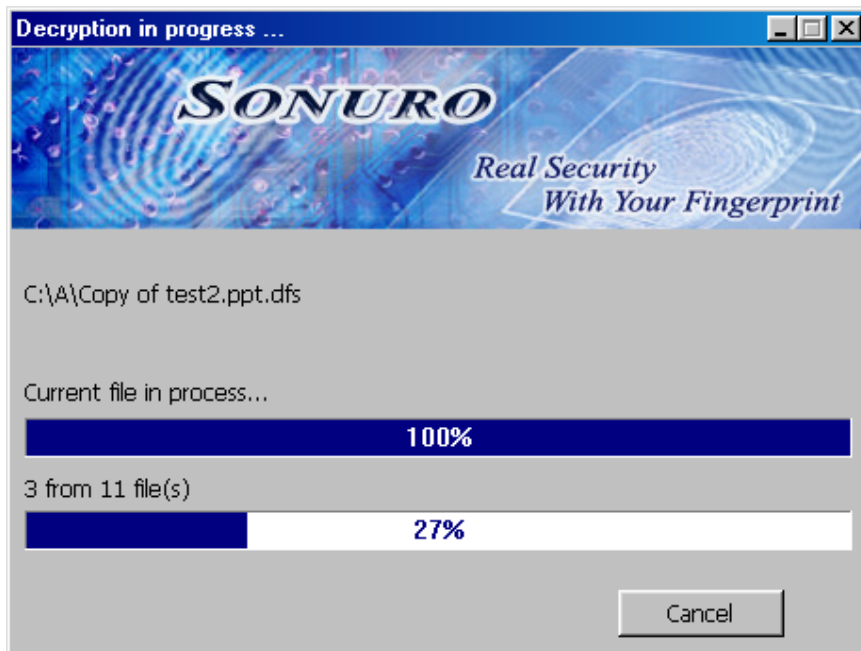 Decryption in progress ...
SONURO
Real Security
With Your Fingerprint
C:\A\Copy of test2.ppt.dfs
Current file in process...
100%
3 from 11 file(s)
27%
Cancel